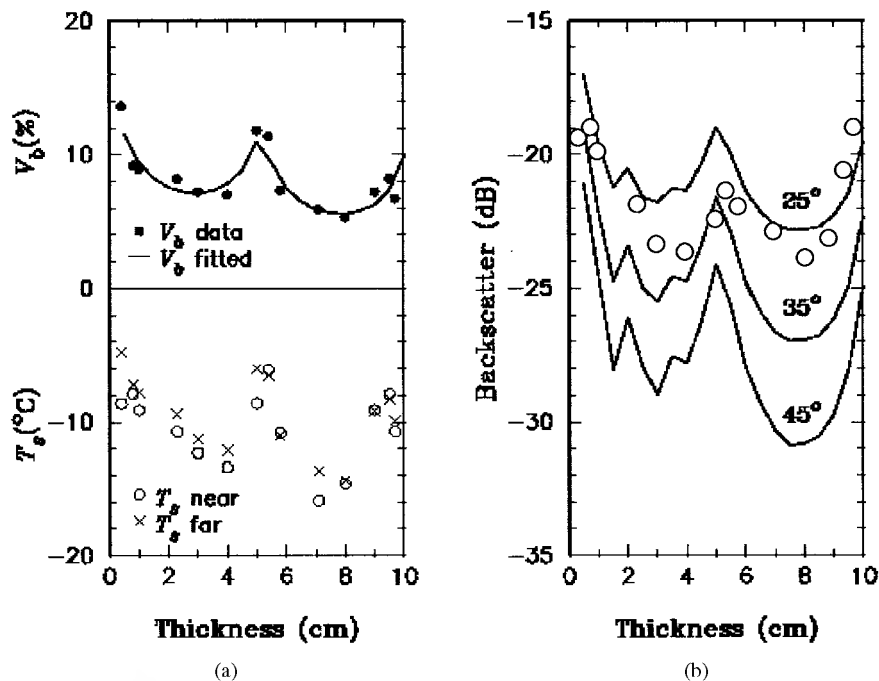 20
10
0
−10
−20
V_b(%)
T_s(°C)
V_b data
V_b fitted
T_s near
T_s far
0 2 4 6 8 10
Thickness (cm)
(a)
−15
−20
−25
−30
−35
Backscatter (dB)
25°
35°
45°
0 2 4 6 8 10
Thickness (cm)
(b)